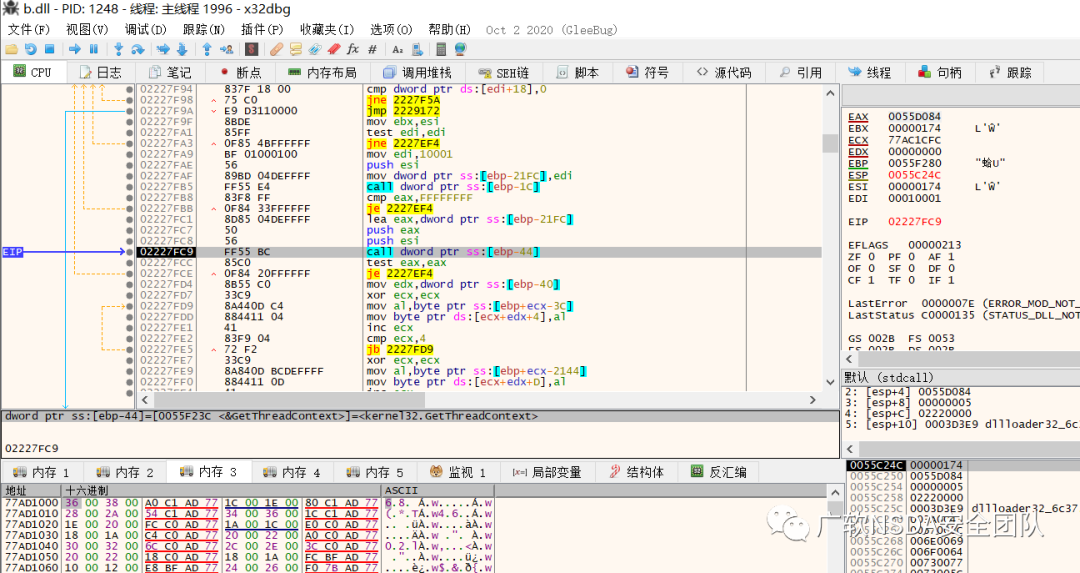 b.dll - PID: 1248 - 线程: 主线程 1996 - x32dbg
文件(F) 视图(V) 调试(D) 跟踪(N) 插件(P) 收藏夹(I) 选项(O) 帮助(H) Oct 2 2020 (GleeBug)
CPU 日志 笔记 断点 内存布局 调用堆栈 SEH链 脚本 符号 源代码 引用 线程 句柄 跟踪
02227F94 837F 18 00 cmp dword ptr ds:[edi+18],0
02227F98 75 C0 jne 2227F5A
02227F9A E9 D3110000 jmp 2229172
02227F9F 8BDE mov ebx,esi
02227FA1 85FF test edi,edi
02227FA3 0F85 4BFFFFFF jne 2227EF4
02227FA9 BF 01000100 mov edi,10001
02227FAE 56 push esi
02227FAF 89BD 04DEFFFF mov dword ptr ss:[ebp-21FC],edi
02227FB5 FF55 E4 call dword ptr ss:[ebp-1C]
02227FB8 83F8 FF cmp eax,FFFFFFFF
02227FBB 0F84 33FFFFFF je 2227EF4
02227FC1 8D85 04DEFFFF lea eax,dword ptr ss:[ebp-21FC]
02227FC7 50 push eax
02227FC8 56 push esi
EIP 02227FC9 FF55 BC call dword ptr ss:[ebp-44]
02227FCC 85C0 test eax,eax
02227FCE 0F84 20FFFFFF je 2227EF4
02227FD4 8B55 C0 mov edx,dword ptr ss:[ebp-40]
02227FD7 33C9 xor ecx,ecx
02227FD9 8A440D C4 mov al,byte ptr ss:[ebp+ecx-3C]
02227FDD 884411 04 mov byte ptr ds:[ecx+edx+4],al
02227FE1 41 inc ecx
02227FE2 83F9 04 cmp ecx,4
02227FE5 72 F2 jb 2227FD9
02227FE7 33C9 xor ecx,ecx
02227FE9 8A840D BCDEFFFF mov al,byte ptr ss:[ebp+ecx-2144]
02227FF0 884411 0D mov byte ptr ds:[ecx+edx+D],al
EAX 0055D084
EBX 00000174 L'Ŵ'
ECX 77AC1CFC
EDX 00000000
EBP 0055F280 "蛤U"
ESP 0055C24C
ESI 00000174 L'Ŵ'
EDI 00010001
EIP 02227FC9
EFLAGS 00000213
ZF 0 PF 0 AF 1
OF 0 SF 0 DF 0
CF 1 TF 0 IF 1
LastError 0000007E (ERROR_MOD_NOT_
LastStatus C0000135 (STATUS_DLL_NOT
GS 002B FS 0053
默认 (stdcall)
2: [esp+4] 0055D084
3: [esp+8] 00000005
4: [esp+C] 02220000
5: [esp+10] 0003D3E9 dllloader32_6c3
dword ptr ss:[ebp-44]=[0055F23C <&GetThreadContext>]=<kernel32.GetThreadContext>
02227FC9
内存 1 内存 2 内存 3 内存 4 内存 5 监视 1 局部变量 结构体 反汇编
地址 十六进制 ASCII
77AD1000 36 00 38 00 A0 C1 AD 77 1C 00 1E 00 80 C1 AD 77
77AD1010 28 00 2A 00 54 C1 AD 77 34 00 36 00 1C C1 AD 77
77AD1020 1E 00 20 00 FC C0 AD 77 1A 00 1C 00 E0 C0 AD 77
77AD1030 18 00 1A 00 C4 C0 AD 77 20 00 22 00 A0 C0 AD 77
77AD1040 30 00 32 00 6C C0 AD 77 2C 00 2E 00 3C C0 AD 77
77AD1050 20 00 22 00 18 C0 AD 77 18 00 1A 00 FC BF AD 77
77AD1060 10 00 12 00 E8 BF AD 77 24 00 26 00 F0 7B AD 77
0055C24C 00000174
0055C250 0055D084
0055C254 00000005
0055C258 02220000
0055C25C 0003D3E9 dllloader32_6c37
0055C260
0055C264
0055C268 006E0069
0055C26C 006F0064
0055C270 00730077
广软NSDA安全团队